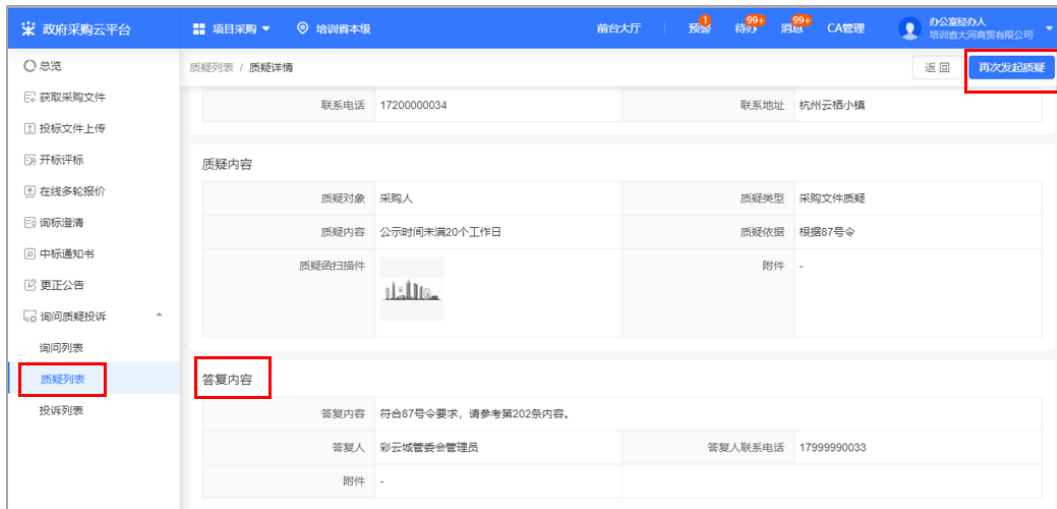 政府采购云平台 项目采购 培训省本级 前台大厅 预警 1 待办 99+ 消息 99+ CA管理 办公室经办人
培训省大河商贸有限公司
总览 质疑列表 / 质疑详情 返回 再次发起质疑
获取采购文件
联系电话 17200000034 联系地址 杭州云栖小镇
投标文件上传
开标评标
质疑内容
在线多轮报价
质疑对象 采购人 质疑类型 采购文件质疑
询标澄清
质疑内容 公示时间未满20个工作日 质疑依据 根据87号令
中标通知书
质疑函扫描件 附件 -
更正公告
询问质疑投诉
询问列表
质疑列表
答复内容
投诉列表
答复内容 符合87号令要求，请参考第202条内容。
答复人 彩云城管委会管理员 答复人联系电话 17999990033
附件 -